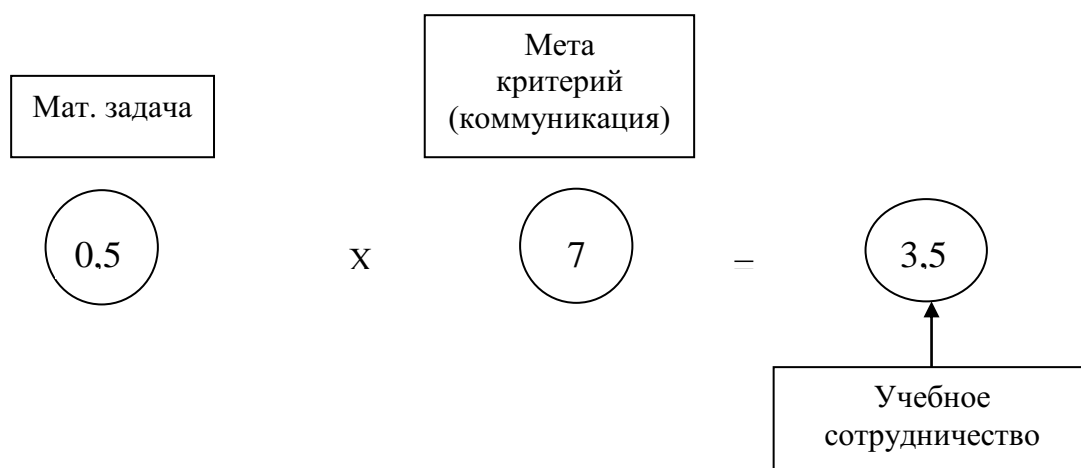 Мета
критерий
(коммуникация)
Мат. задача
0,5 х 7 = 3,5
Учебное
сотрудничество